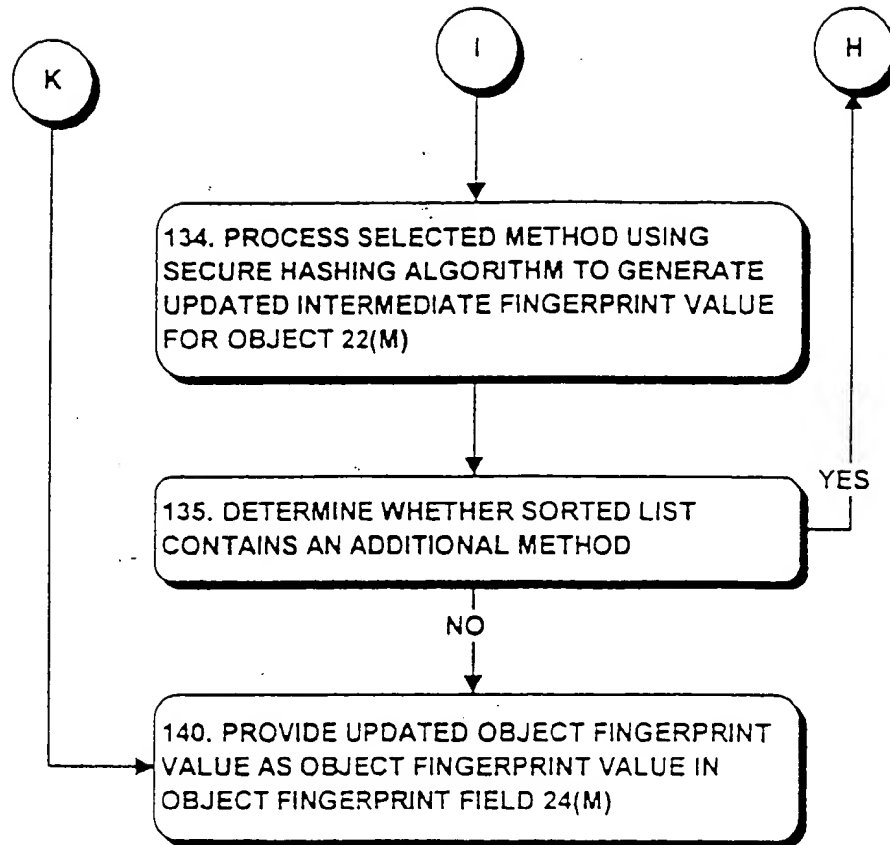 K
I
H
134. PROCESS SELECTED METHOD USING
SECURE HASHING ALGORITHM TO GENERATE
UPDATED INTERMEDIATE FINGERPRINT VALUE
FOR OBJECT 22(M)
YES
135. DETERMINE WHETHER SORTED LIST
CONTAINS AN ADDITIONAL METHOD
NO
140. PROVIDE UPDATED OBJECT FINGERPRINT
VALUE AS OBJECT FINGERPRINT VALUE IN
OBJECT FINGERPRINT FIELD 24(M)